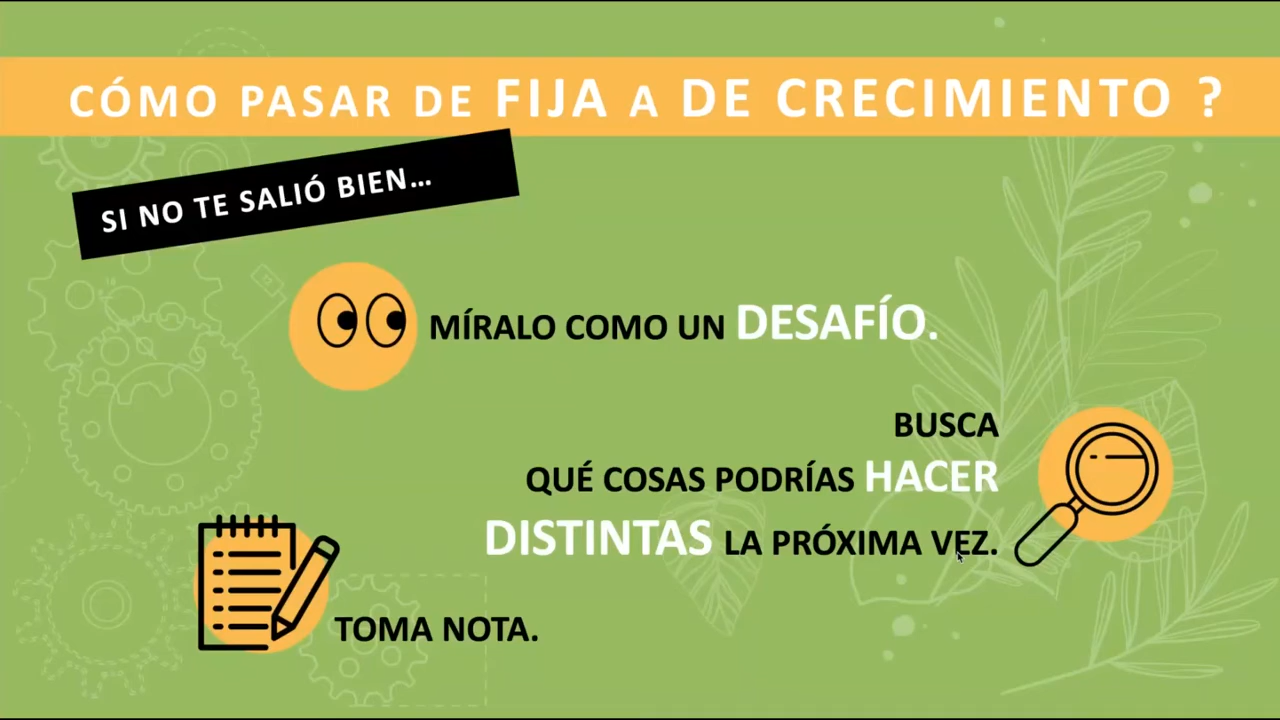 CÓMO PASAR DE FIJA A DE CRECIMIENTO ?
SI NO TE SALIÓ BIEN...
MÍRALO COMO UN DESAFÍO.
BUSCA
QUÉ COSAS PODRÍAS HACER
DISTINTAS LA PRÓXIMA VEZ.
TOMA NOTA.